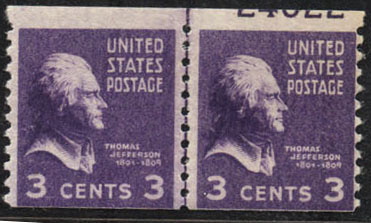 UNITED
STATES
POSTAGE
THOMAS
JEFFERSON
1801-1809
3 CENTS 3
UNITED
STATES
POSTAGE
THOMAS
JEFFERSON
1801-1809
3 CENTS 3